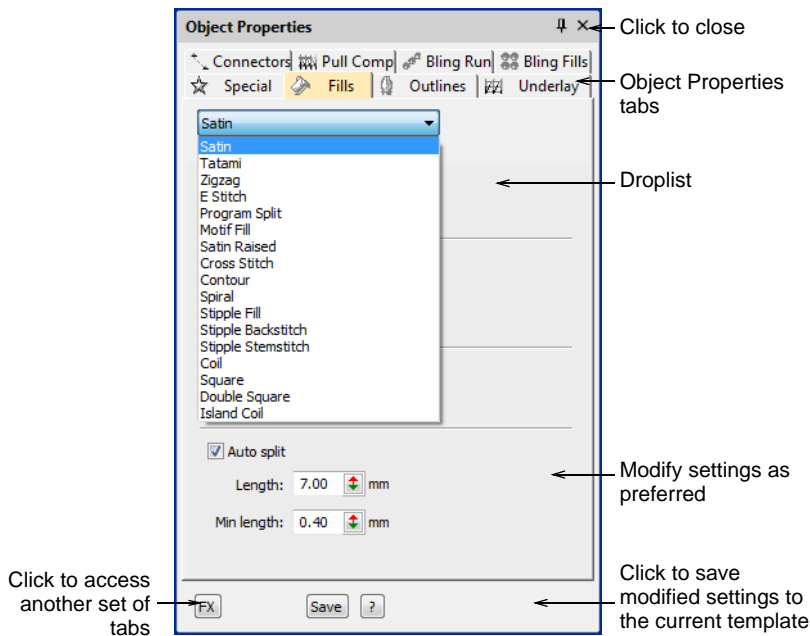 Object Properties
Click to close
Connectors Pull Comp Bling Run Bling Fills
Special Fills Outlines Underlay
Object Properties
tabs
Satin
Satin
Tatami
Zigzag
E Stitch
Program Split
Motif Fill
Satin Raised
Cross Stitch
Contour
Spiral
Stipple Fill
Stipple Backstitch
Stipple Stemstitch
Coil
Square
Double Square
Island Coil
Droplist
Auto split
Length: 7.00 mm
Min length: 0.40 mm
Modify settings as
preferred
Click to access
another set of
tabs
FX Save ?
Click to save
modified settings to
the current template